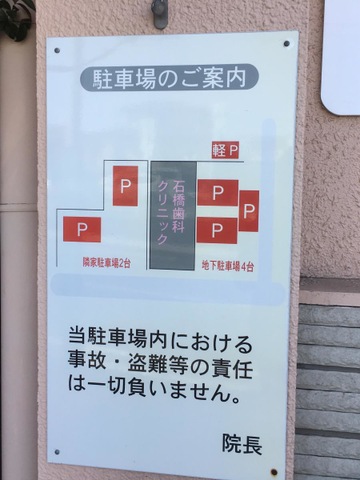 駐車場のご案内
軽P
P
P
P
P
P
石橋歯科
クリニック
隣家駐車場2台
地下駐車場4台
当駐車場内における
事故・盗難等の責任
は一切負いません。
院長